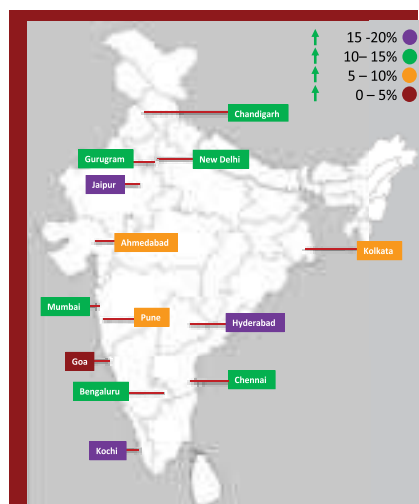 15 -20%
10– 15%
5 – 10%
0 – 5%
Chandigarh
Gurugram
New Delhi
Jaipur
Ahmedabad
Kolkata
Mumbai
Pune
Hyderabad
Goa
Chennai
Bengaluru
Kochi